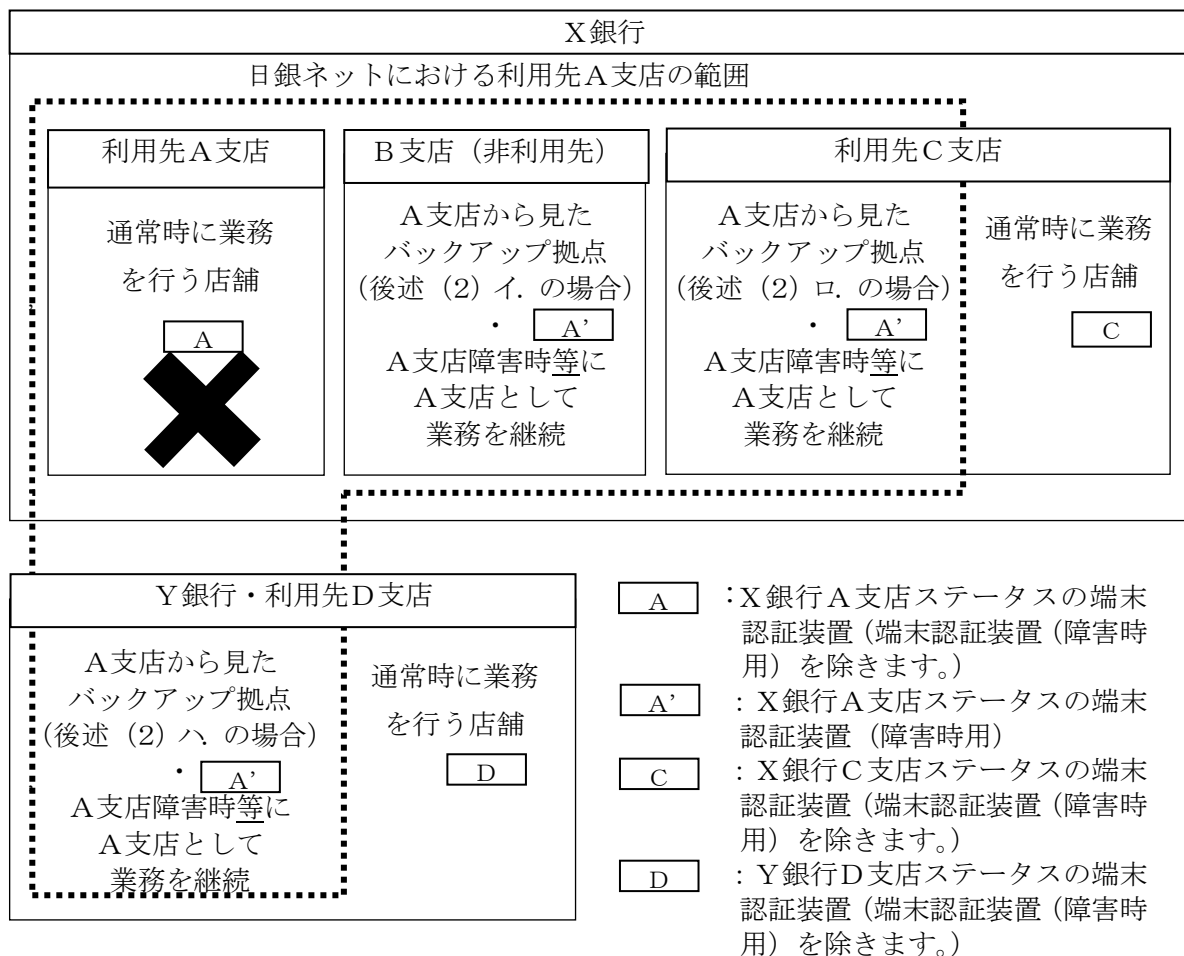 X銀行
日銀ネットにおける利用先A支店の範囲
利用先A支店
通常時に業務
を行う店舗
A
B支店（非利用先）
A支店から見た
バックアップ拠点
（後述（2）イ．の場合）
・ A’
A支店障害時等に
A支店として
業務を継続
利用先C支店
A支店から見た
バックアップ拠点
（後述（2）ロ．の場合）
・ A’
A支店障害時等に
A支店として
業務を継続
通常時に業務
を行う店舗
C
Y銀行・利用先D支店
A支店から見た
バックアップ拠点
（後述（2）ハ．の場合）
・ A’
A支店障害時等に
A支店として
業務を継続
通常時に業務
を行う店舗
D
A ：X銀行A支店ステータスの端末
認証装置（端末認証装置（障害時
用）を除きます。）
A’ ：X銀行A支店ステータスの端末
認証装置（障害時用）
C ：X銀行C支店ステータスの端末
認証装置（端末認証装置（障害時
用）を除きます。）
D ：Y銀行D支店ステータスの端末
認証装置（端末認証装置（障害時
用）を除きます。）